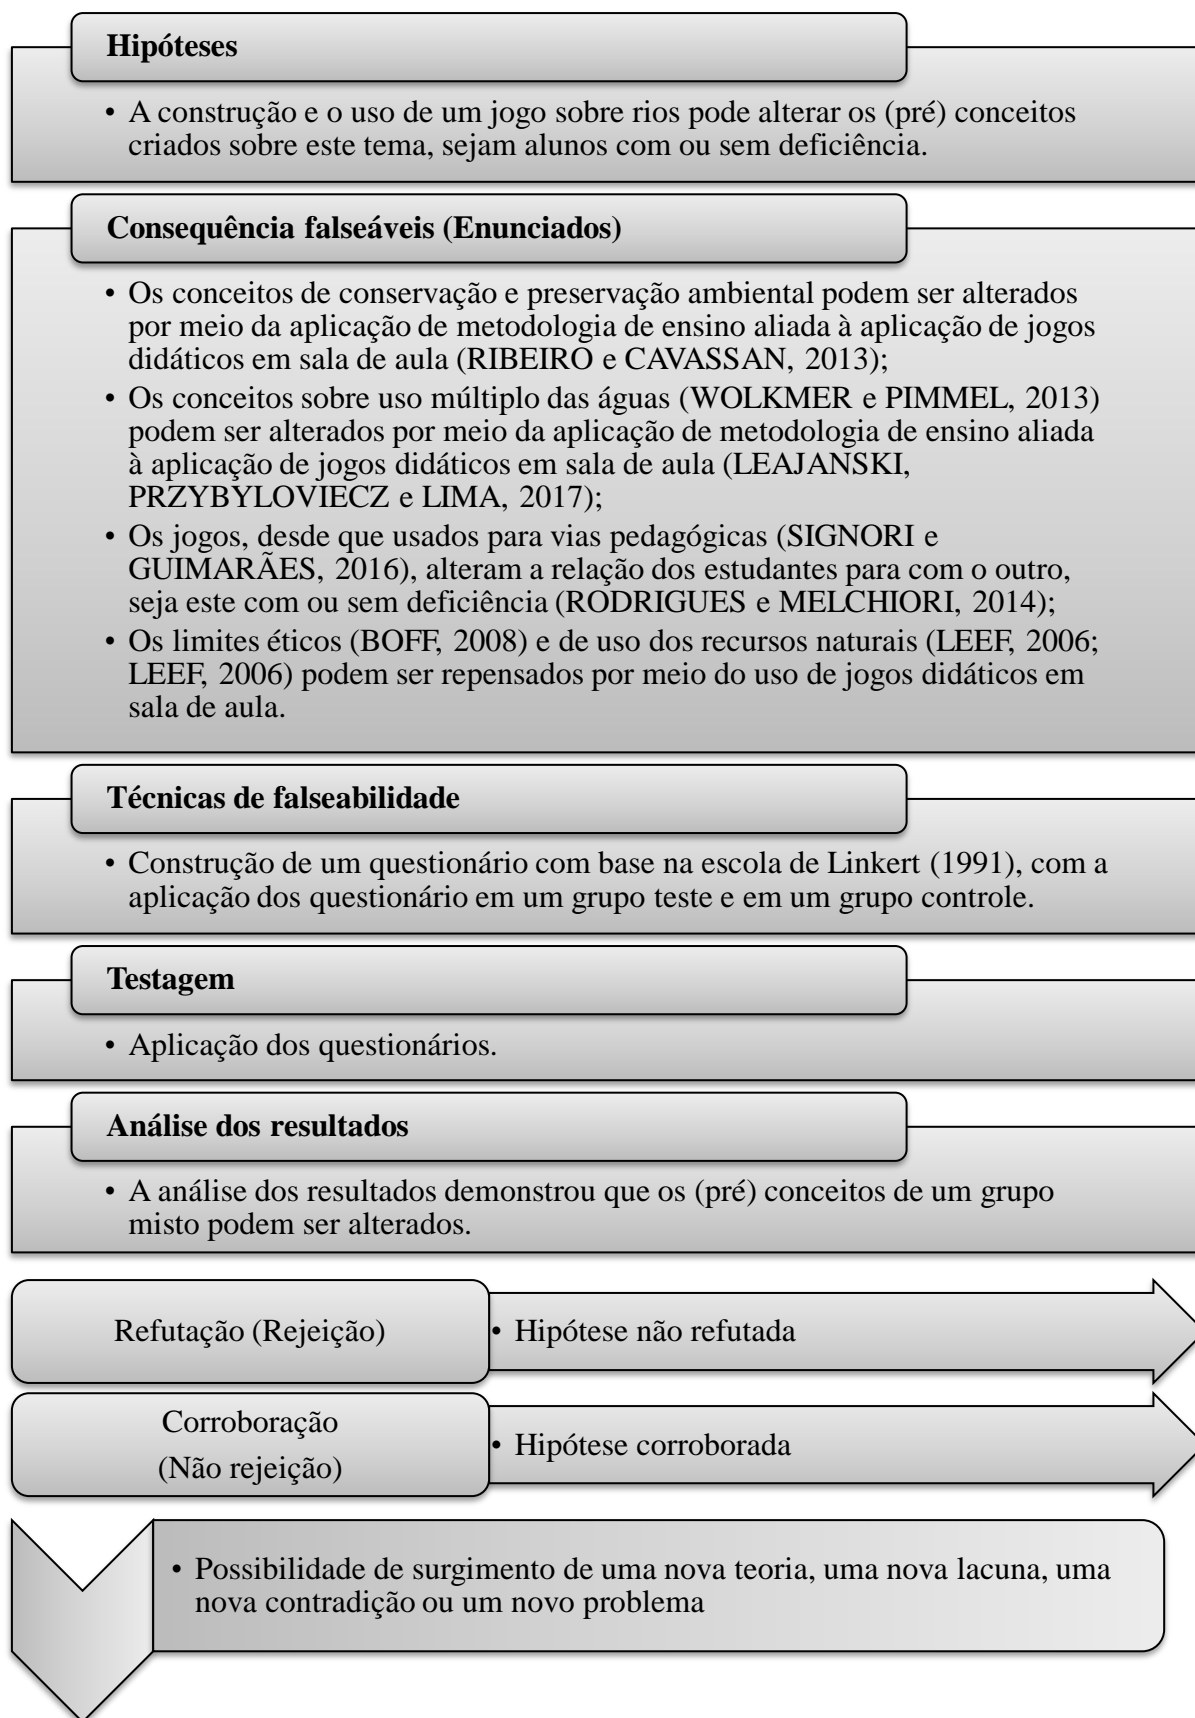 Hipóteses
• A construção e o uso de um jogo sobre rios pode alterar os (pré) conceitos
criados sobre este tema, sejam alunos com ou sem deficiência.
Consequência falseáveis (Enunciados)
• Os conceitos de conservação e preservação ambiental podem ser alterados
por meio da aplicação de metodologia de ensino aliada à aplicação de jogos
didáticos em sala de aula (RIBEIRO e CAVASSAN, 2013);
• Os conceitos sobre uso múltiplo das águas (WOLKMER e PIMMEL, 2013)
podem ser alterados por meio da aplicação de metodologia de ensino aliada
à aplicação de jogos didáticos em sala de aula (LEAJANSKI,
PRZYBYLOVIECZ e LIMA, 2017);
• Os jogos, desde que usados para vias pedagógicas (SIGNORI e
GUIMARÃES, 2016), alteram a relação dos estudantes para com o outro,
seja este com ou sem deficiência (RODRIGUES e MELCHIORI, 2014);
• Os limites éticos (BOFF, 2008) e de uso dos recursos naturais (LEEF, 2006;
LEEF, 2006) podem ser repensados por meio do uso de jogos didáticos em
sala de aula.
Técnicas de falseabilidade
• Construção de um questionário com base na escola de Linkert (1991), com a
aplicação dos questionário em um grupo teste e em um grupo controle.
Testagem
• Aplicação dos questionários.
Análise dos resultados
• A análise dos resultados demonstrou que os (pré) conceitos de um grupo
misto podem ser alterados.
Refutação (Rejeição)
• Hipótese não refutada
Corroboração
(Não rejeição)
• Hipótese corroborada
• Possibilidade de surgimento de uma nova teoria, uma nova lacuna, uma
nova contradição ou um novo problema